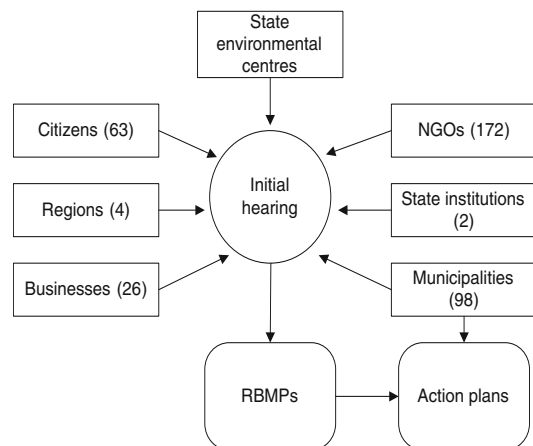 State
environmental
centres
Citizens (63)
NGOs (172)
Initial
hearing
Regions (4)
State institutions
(2)
Businesses (26)
Municipalities
(98)
RBMPs
Action plans